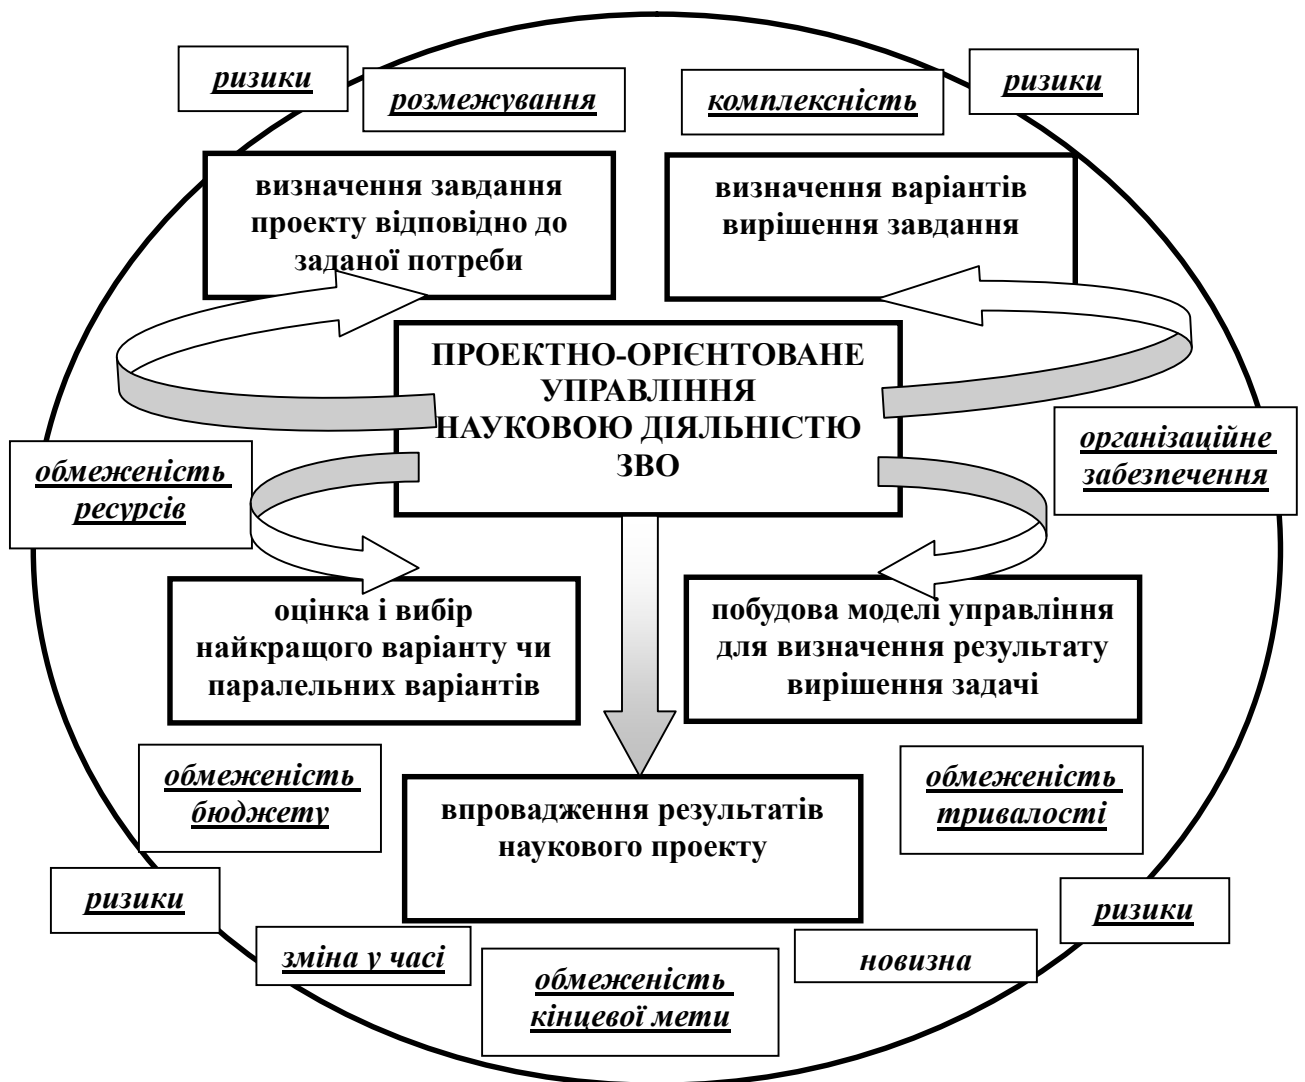 ризики
розмежування
комплексність
ризики
визначення завдання
проекту відповідно до
заданої потреби
визначення варіантів
вирішення завдання
ПРОЕКТНО-ОРІЄНТОВАНЕ
УПРАВЛІННЯ
НАУКОВОЮ ДІЯЛЬНІСТЮ
ЗВО
обмеженість
ресурсів
організаційне
забезпечення
оцінка і вибір
найкращого варіанту чи
паралельних варіантів
побудова моделі управління
для визначення результату
вирішення задачі
обмеженість
бюджету
впровадження результатів
наукового проекту
обмеженість
тривалості
ризики
ризики
зміна у часі
обмеженість
кінцевої мети
новизна